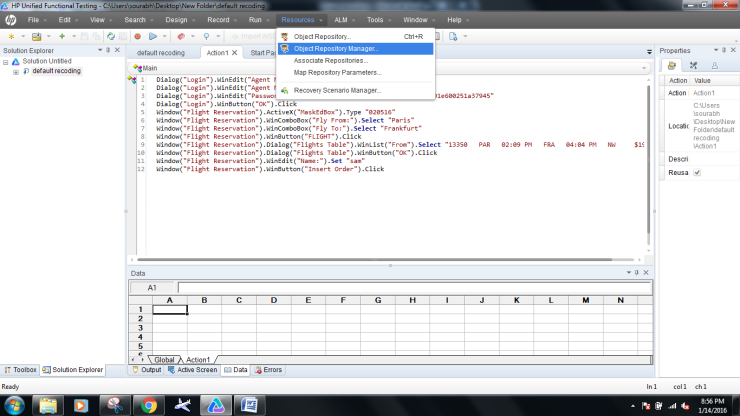 HP Unified Functional Testing - C:\Users\sourabh\Desktop\New Folder\default recoding
File Edit View Search Design Record Run Resources ALM Tools Window Help
Object Repository... Ctrl+R
Object Repository Manager...
Associate Repositories...
Map Repository Parameters...
Recovery Scenario Manager...
Solution Explorer
Solution Untitled
default recoding
default recoding Action1 Start Pa
Main
1 Dialog("Login").WinEdit("Agent
2 Dialog("Login").WinEdit("Agent
3 Dialog("Login").WinEdit("Passwor 01e600251a37945"
4 Dialog("Login").WinButton("OK").Click
5 Window("Flight Reservation").ActiveX("MaskEdBox").Type "020516"
6 Window("Flight Reservation").WinComboBox("Fly From:").Select "Paris"
7 Window("Flight Reservation").WinComboBox("Fly To:").Select "Frankfurt"
8 Window("Flight Reservation").WinButton("FLIGHT").Click
9 Window("Flight Reservation").Dialog("Flights Table").WinList("From").Select "13350 PAR 02:09 PM FRA 04:04 PM NW $19
10 Window("Flight Reservation").Dialog("Flights Table").WinButton("OK").Click
11 Window("Flight Reservation").WinEdit("Name:").Set "sam"
12 Window("Flight Reservation").WinButton("Insert Order").Click
Properties
Action Value
Action Action1
Locatic C:\Users\sourabh\Desktop\New Folder\default recoding\Action1
Descri
Reusa
Data
A1
A B C D E F G H I J K L M N
1
2
3
4
5
6
Global Action1
Toolbox Solution Explorer Output Active Screen Data Errors
Ready ln 1 col 1 ch 1
8:56 PM
1/14/2016